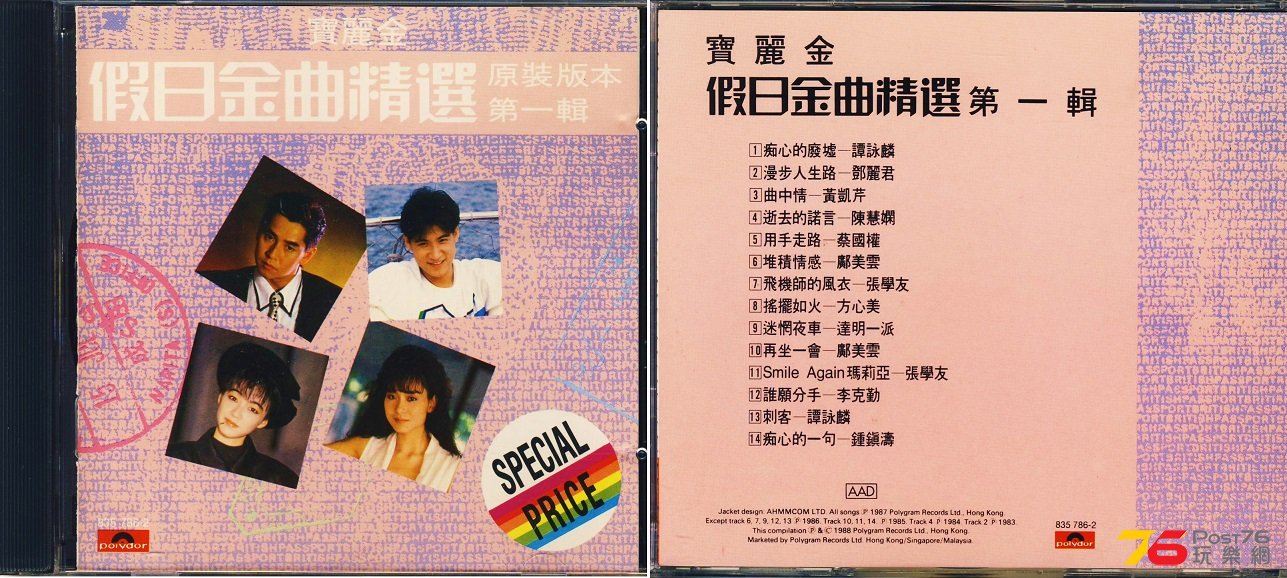 寶麗金
假日金曲精選 原裝版本
第一輯
NARITA
SPECIAL
PRICE
polydor
寶麗金
假日金曲精選第一輯
1 痴心的廢墟—譚詠麟
2 漫步人生路—鄧麗君
3 曲中情—黃凱芹
4 逝去的諾言—陳慧嫻
5 用手走路—蔡國權
6 堆積情感—鄺美雲
7 飛機師的風衣—張學友
8 搖擺如火—方心美
9 迷惘夜車—達明一派
10 再坐一會—鄺美雲
11 Smile Again 瑪莉亞—張學友
12 誰願分手—李克勤
13 刺客—譚詠麟
14 痴心的一句—鍾鎮濤
AAD
Jacket design: AHMMCOM LTD. All songs ℗ 1987 Polygram Records Ltd., Hong Kong.
Except track 6, 7, 9, 12, 13 ℗ 1986. Track 10, 11, 14 ℗ 1985. Track 4 ℗ 1984. Track 2 ℗ 1983.
This compilation ℗ & © 1988 Polygram Records Ltd., Hong Kong.
Marketed by Polygram Records Ltd. Hong Kong/Singapore/Malaysia.
835 786-2
polydor
76 Post76
玩樂網